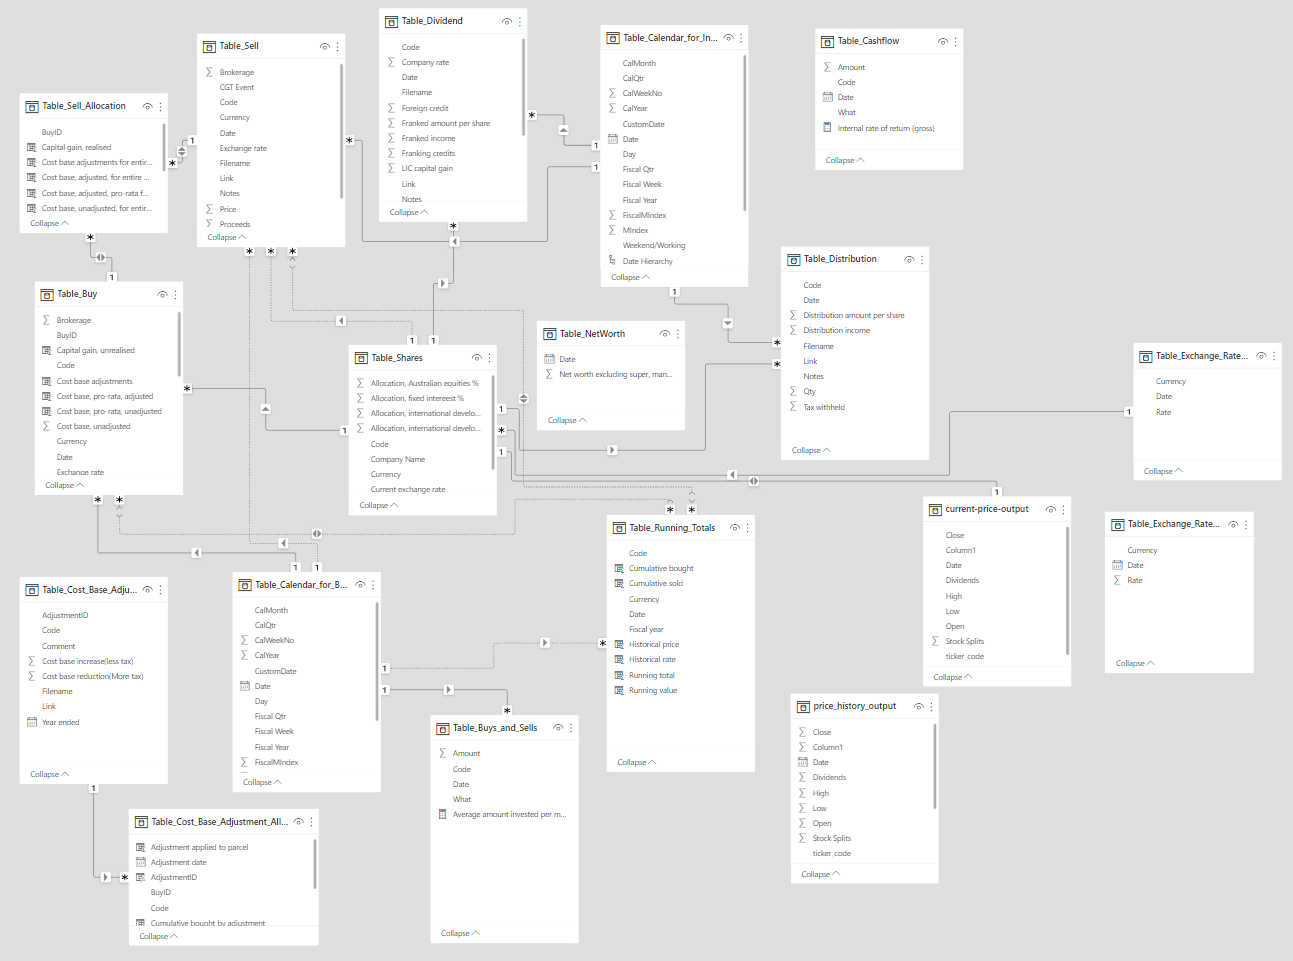 Table_Dividend
Code
Company rate
Date
Filename
Foreign credit
Franked amount per share
Franked income
Franking credits
LIC capital gain
Link
Notes
Collapse
Table_Sell
Brokerage
CGT Event
Code
Currency
Date
Exchange rate
Filename
Link
Notes
Price
Proceeds
Collapse
Table_Calendar_for_In...
CalMonth
CalQtr
CalWeekNo
CalYear
CustomDate
Date
Day
Fiscal Qtr
Fiscal Week
Fiscal Year
FiscalMIndex
MIndex
Weekend/Working
Date Hierarchy
Collapse
Table_Cashflow
Amount
Code
Date
What
Internal rate of return (gross)
Collapse
Table_Sell_Allocation
BuyID
Capital gain, realised
Cost base adjustments for entir...
Cost base, adjusted, for entire ...
Cost base, adjusted, pro-rata f...
Cost base, unadjusted, for entir...
Collapse
Table_Distribution
Code
Date
Distribution amount per share
Distribution income
Filename
Link
Notes
Qty
Tax withheld
Collapse
Table_Buy
Brokerage
BuyID
Capital gain, unrealised
Code
Cost base adjustments
Cost base, pro-rata, adjusted
Cost base, pro-rata, unadjusted
Cost base, unadjusted
Currency
Date
Exchange rate
Collapse
Table_NetWorth
Date
Net worth excluding super, man...
Collapse
Table_Shares
Allocation, Australian equities %
Allocation, fixed intereest %
Allocation, international develo...
Allocation, international develo...
Code
Company Name
Currency
Current exchange rate
Collapse
Table_Exchange_Rate...
Currency
Date
Rate
Collapse
current-price-output
Close
Column1
Date
Dividends
High
Low
Open
Stock Splits
ticker_code
Collapse
Table_Exchange_Rate...
Currency
Date
Rate
Collapse
Table_Running_Totals
Code
Cumulative bought
Cumulative sold
Currency
Date
Fiscal year
Historical price
Historical rate
Running total
Running value
Collapse
Table_Cost_Base_Adju...
AdjustmentID
Code
Comment
Cost base increase(less tax)
Cost base reduction(More tax)
Filename
Link
Year ended
Collapse
Table_Calendar_for_B...
CalMonth
CalQtr
CalWeekNo
CalYear
CustomDate
Date
Day
Fiscal Qtr
Fiscal Week
Fiscal Year
FiscalMIndex
Collapse
Table_Buys_and_Sells
Amount
Code
Date
What
Average amount invested per m...
Collapse
price_history_output
Close
Column1
Date
Dividends
High
Low
Open
Stock Splits
ticker_code
Collapse
Table_Cost_Base_Adjustment_All...
Adjustment applied to parcel
Adjustment date
AdjustmentID
BuyID
Code
Cumulative bought by adjustment
Collapse